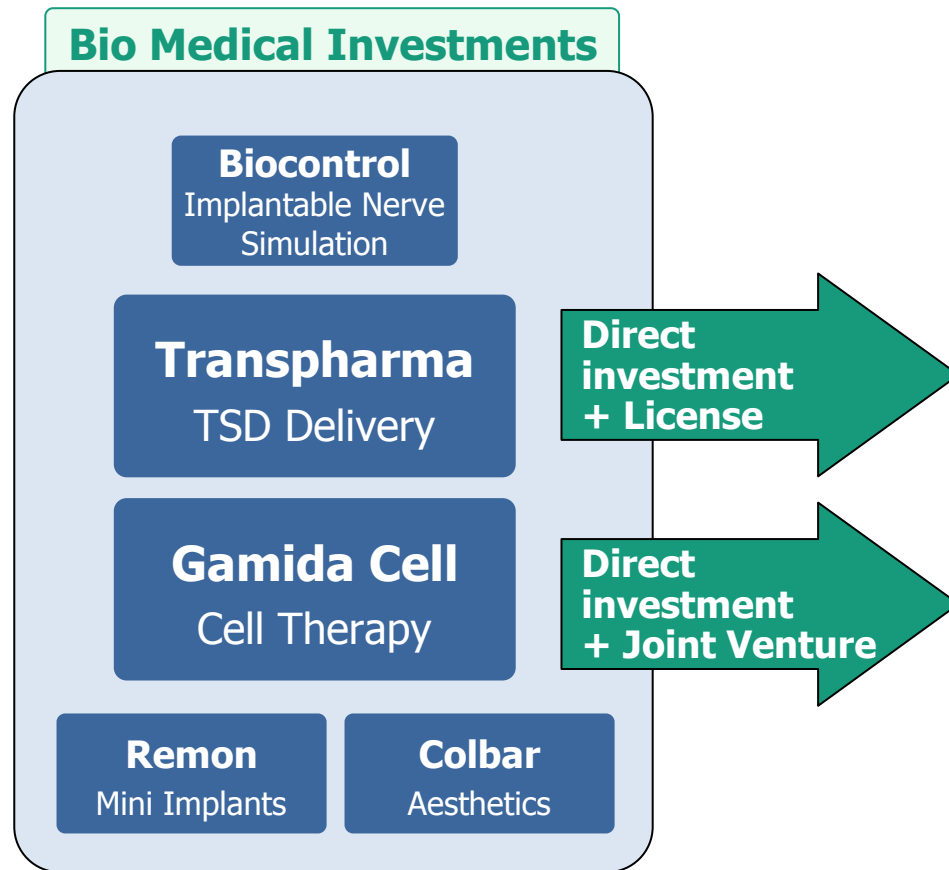 Bio Medical Investments
Biocontrol
Implantable Nerve
Simulation
Transpharma
TSD Delivery
Direct
investment
+ License
Gamida Cell
Cell Therapy
Direct
investment
+ Joint Venture
Remon
Mini Implants
Colbar
Aesthetics